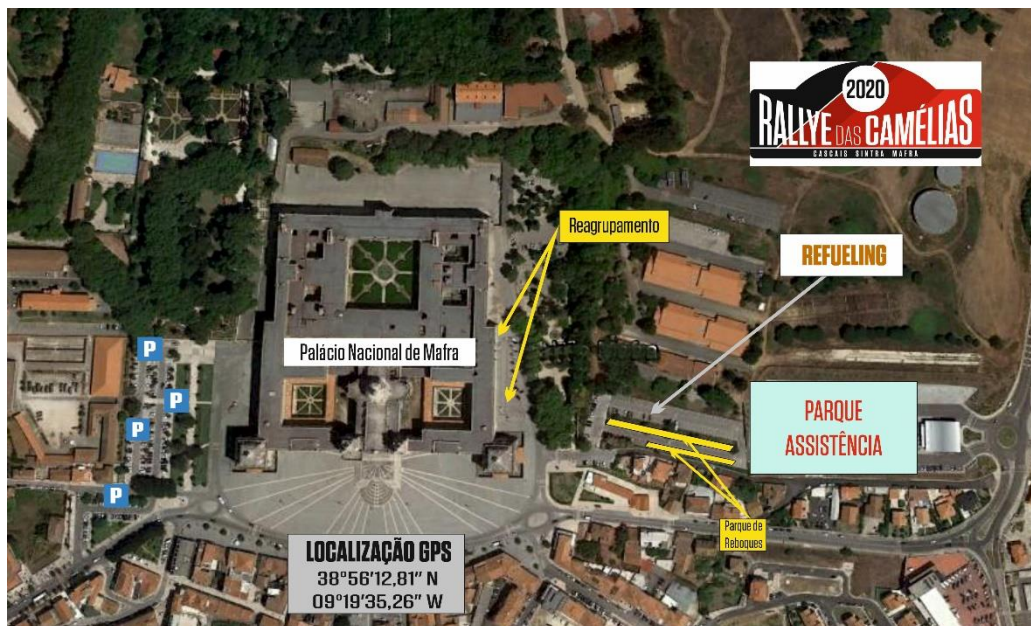 2020
RALLYE DAS CAMÉLIAS
CASCAIS SINTRA MAFRA
Reagrupamento
REFUELING
Palácio Nacional de Mafra
P
P
P
P
PARQUE
ASSISTÊNCIA
Parque de
Reboques
LOCALIZAÇÃO GPS
38°56'12,81" N
09°19'35,26" W